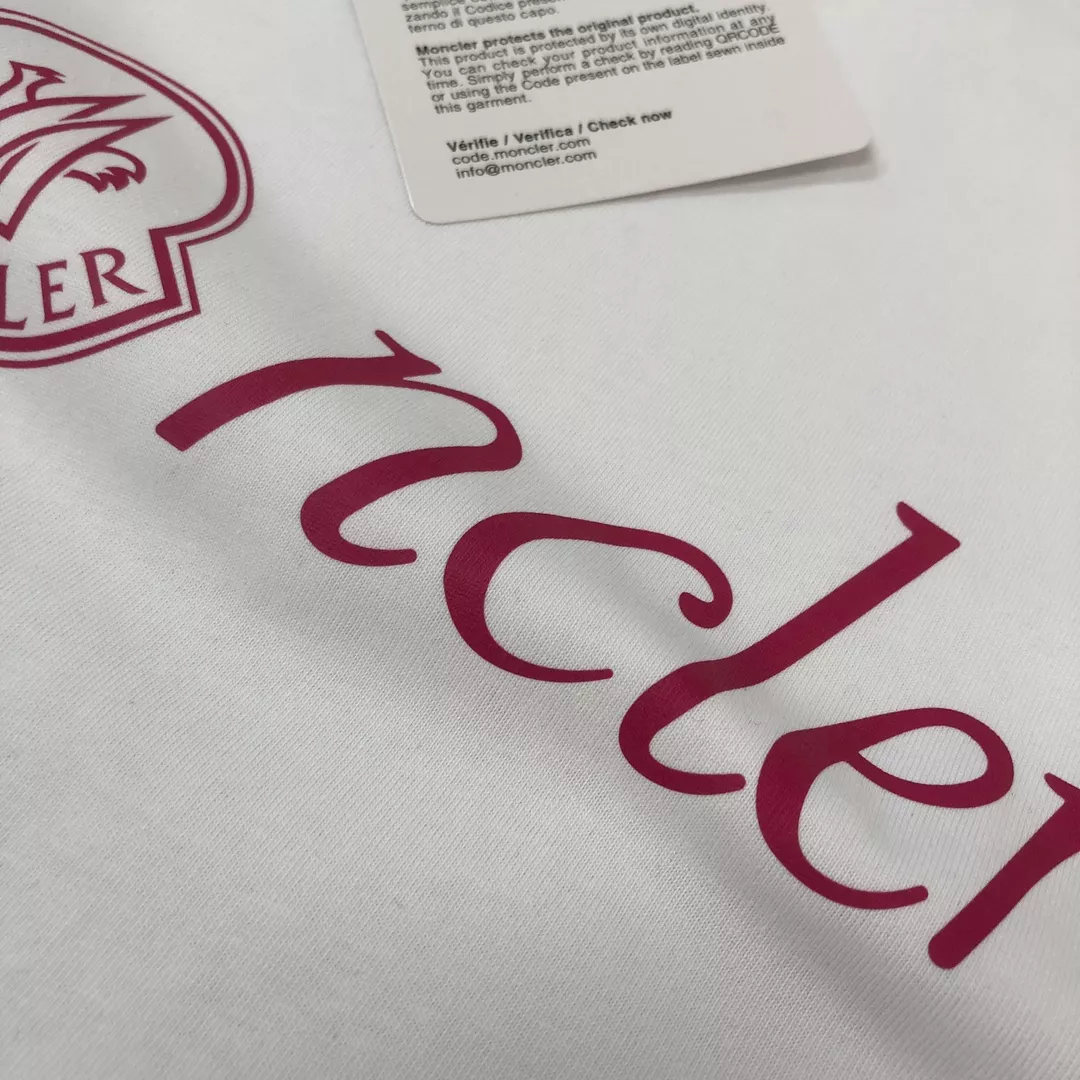 semplice
zando il Codice
terno di questo capo.
Moncler protects the original product.
This product is protected by its own digital identity.
You can check your product information at any
time. Simply perform a check by reading QRCODE
or using the Code present on the label sewn inside
this garment.
Vérifie / Verifica / Check now
code.moncler.com
info@moncler.com
LER
ncler